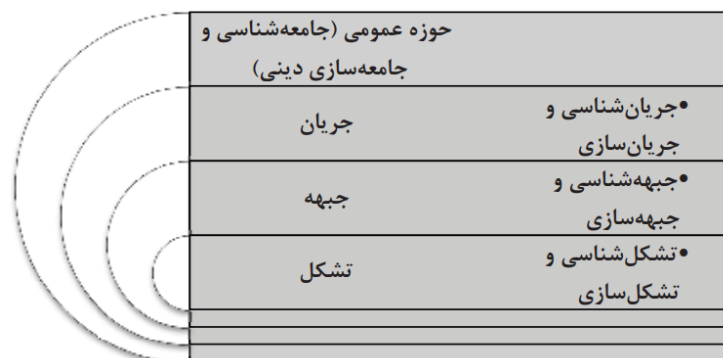 حوزه عمومی (جامعه‌شناسی و
جامعه‌سازی دینی)
•جریان‌شناسی و
جریان‌سازی
جریان
•جبهه‌شناسی و
جبهه‌سازی
جبهه
•تشکل‌شناسی و
تشکل‌سازی
تشکل